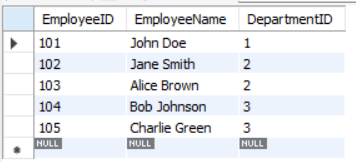 EmployeeID EmployeeName DepartmentID
101 John Doe 1
102 Jane Smith 2
103 Alice Brown 2
104 Bob Johnson 3
105 Charlie Green 3
NULL NULL NULL